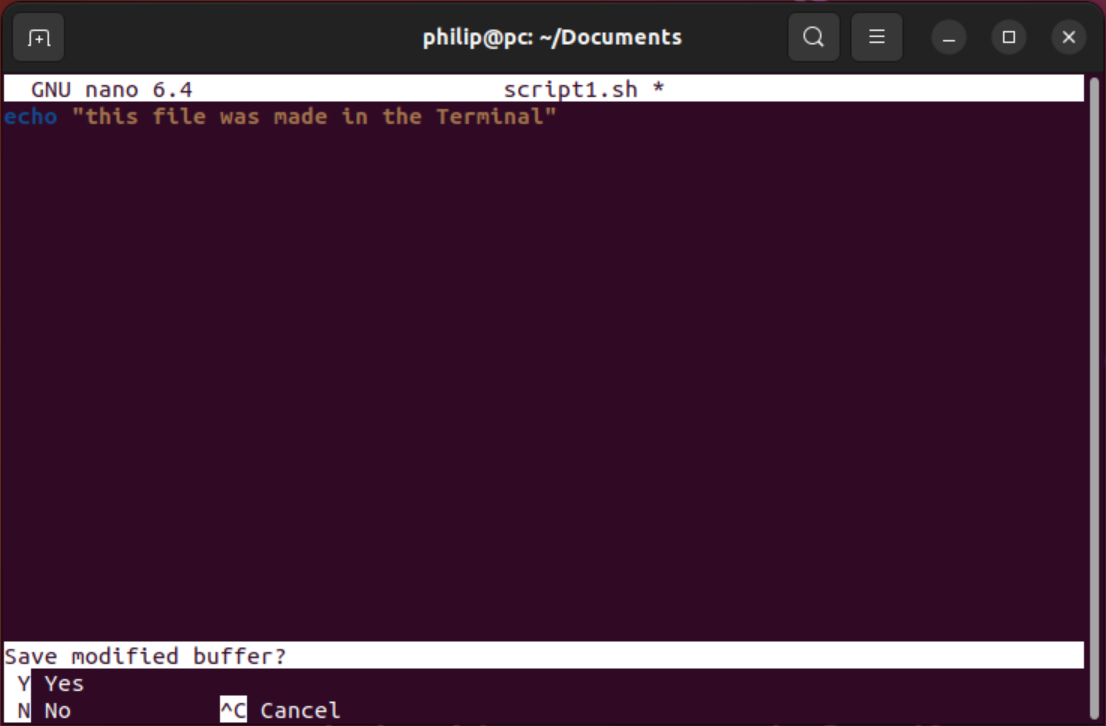 philip@pc: ~/Documents
GNU nano 6.4 script1.sh *
echo "this file was made in the Terminal"
Save modified buffer?
Y Yes
N No ^C Cancel